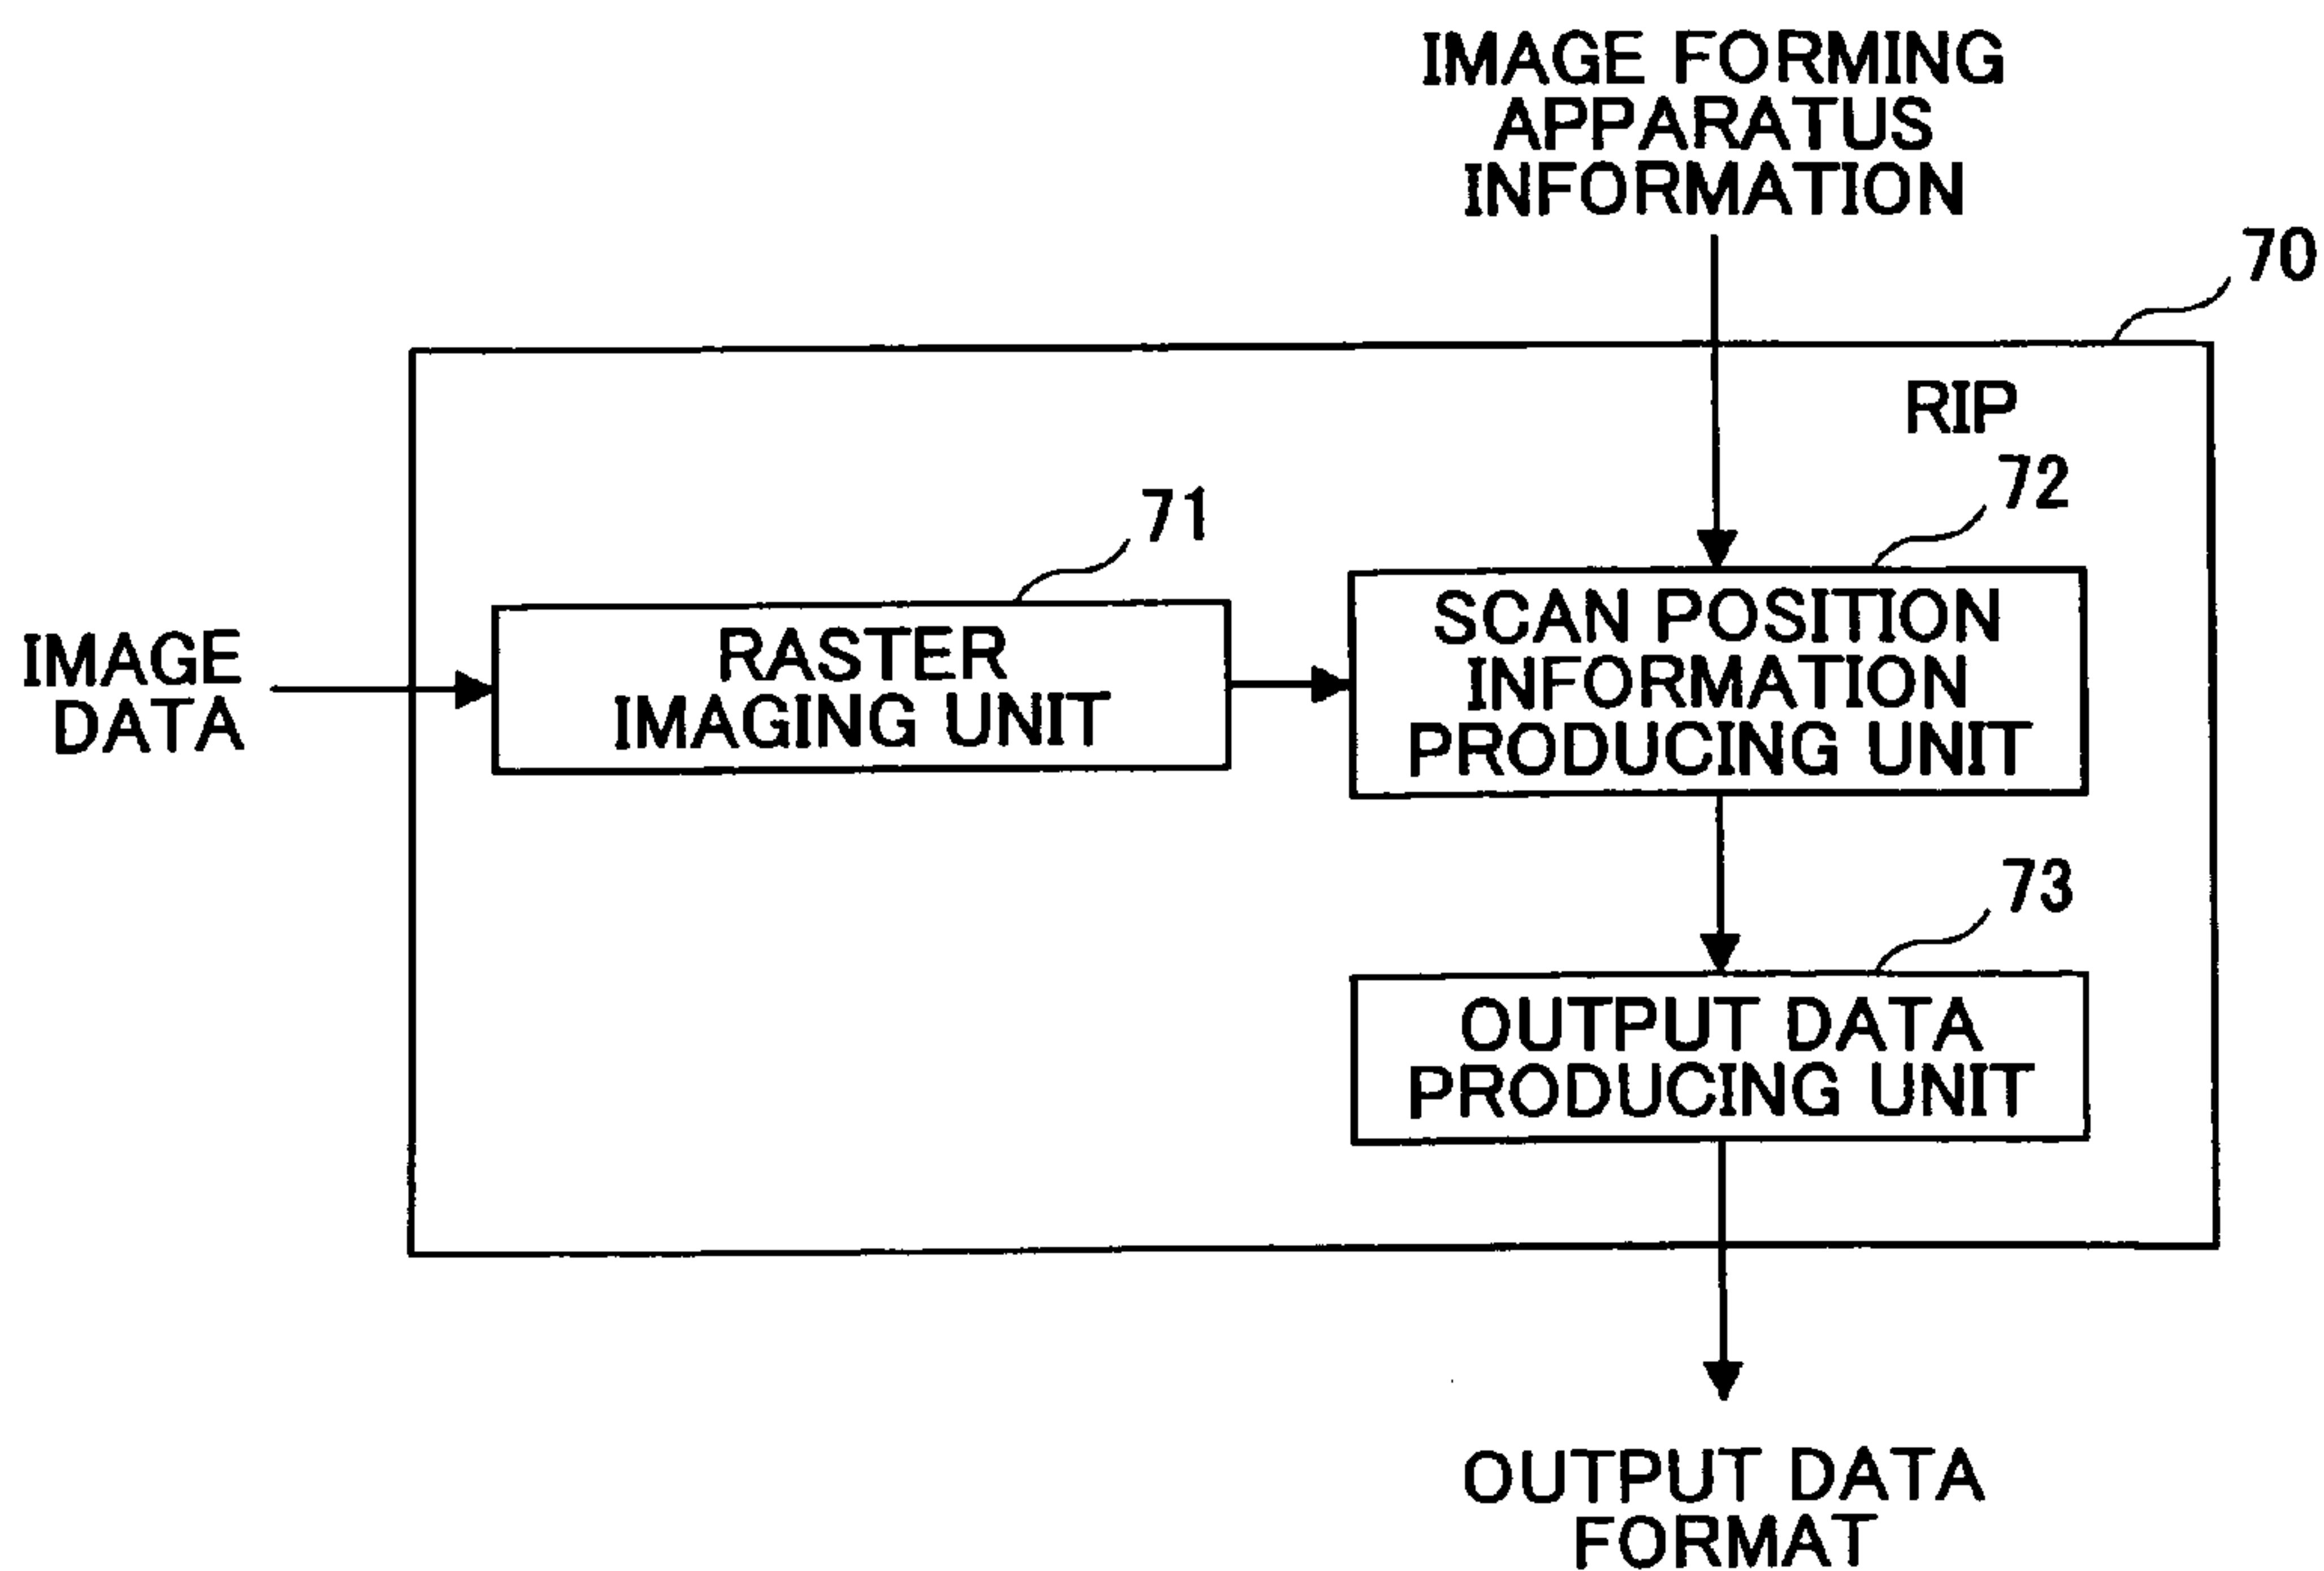 IMAGE FORMING
APPARATUS
INFORMATION
70
RIP
72
71
SCAN POSITION
INFORMATION
PRODUCING UNIT
RASTER
IMAGING UNIT
IMAGE
DATA
73
OUTPUT DATA
PRODUCING UNIT
OUTPUT DATA
FORMAT